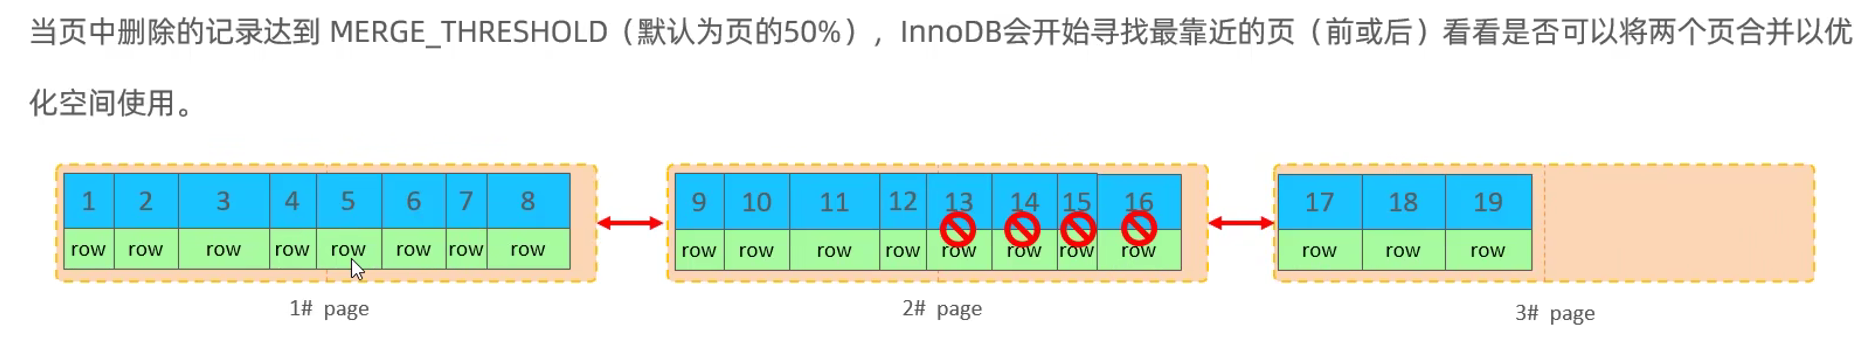 当页中删除的记录达到 MERGE_THRESHOLD（默认为页的50%），InnoDB会开始寻找最靠近的页（前或后）看看是否可以将两个页合并以优
化空间使用。
1 2 3 4 5 6 7 8
row row row row row row row row
1# page
9 10 11 12 13 14 15 16
row row row row row row row row
2# page
17 18 19
row row row
3# page